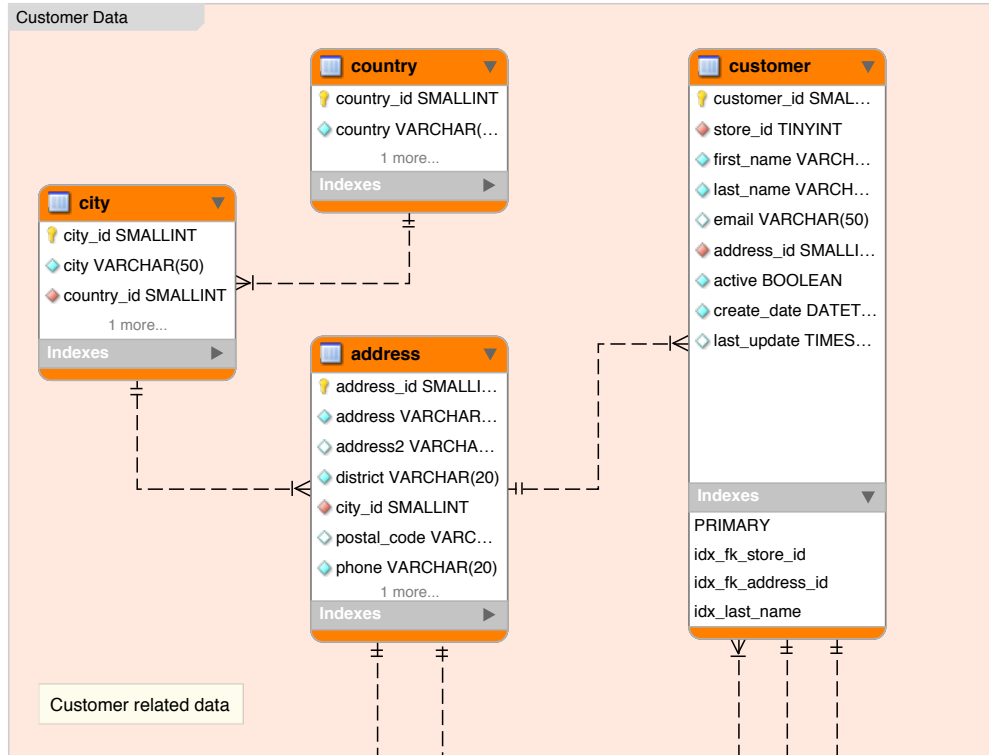 Customer Data
country
country_id SMALLINT
country VARCHAR(...
1 more...
Indexes
city
city_id SMALLINT
city VARCHAR(50)
country_id SMALLINT
1 more...
Indexes
address
address_id SMALLI...
address VARCHAR...
address2 VARCHA...
district VARCHAR(20)
city_id SMALLINT
postal_code VARC...
phone VARCHAR(20)
1 more...
Indexes
customer
customer_id SMAL...
store_id TINYINT
first_name VARCH...
last_name VARCH...
email VARCHAR(50)
address_id SMALLI...
active BOOLEAN
create_date DATET...
last_update TIMES...
Indexes
PRIMARY
idx_fk_store_id
idx_fk_address_id
idx_last_name
Customer related data